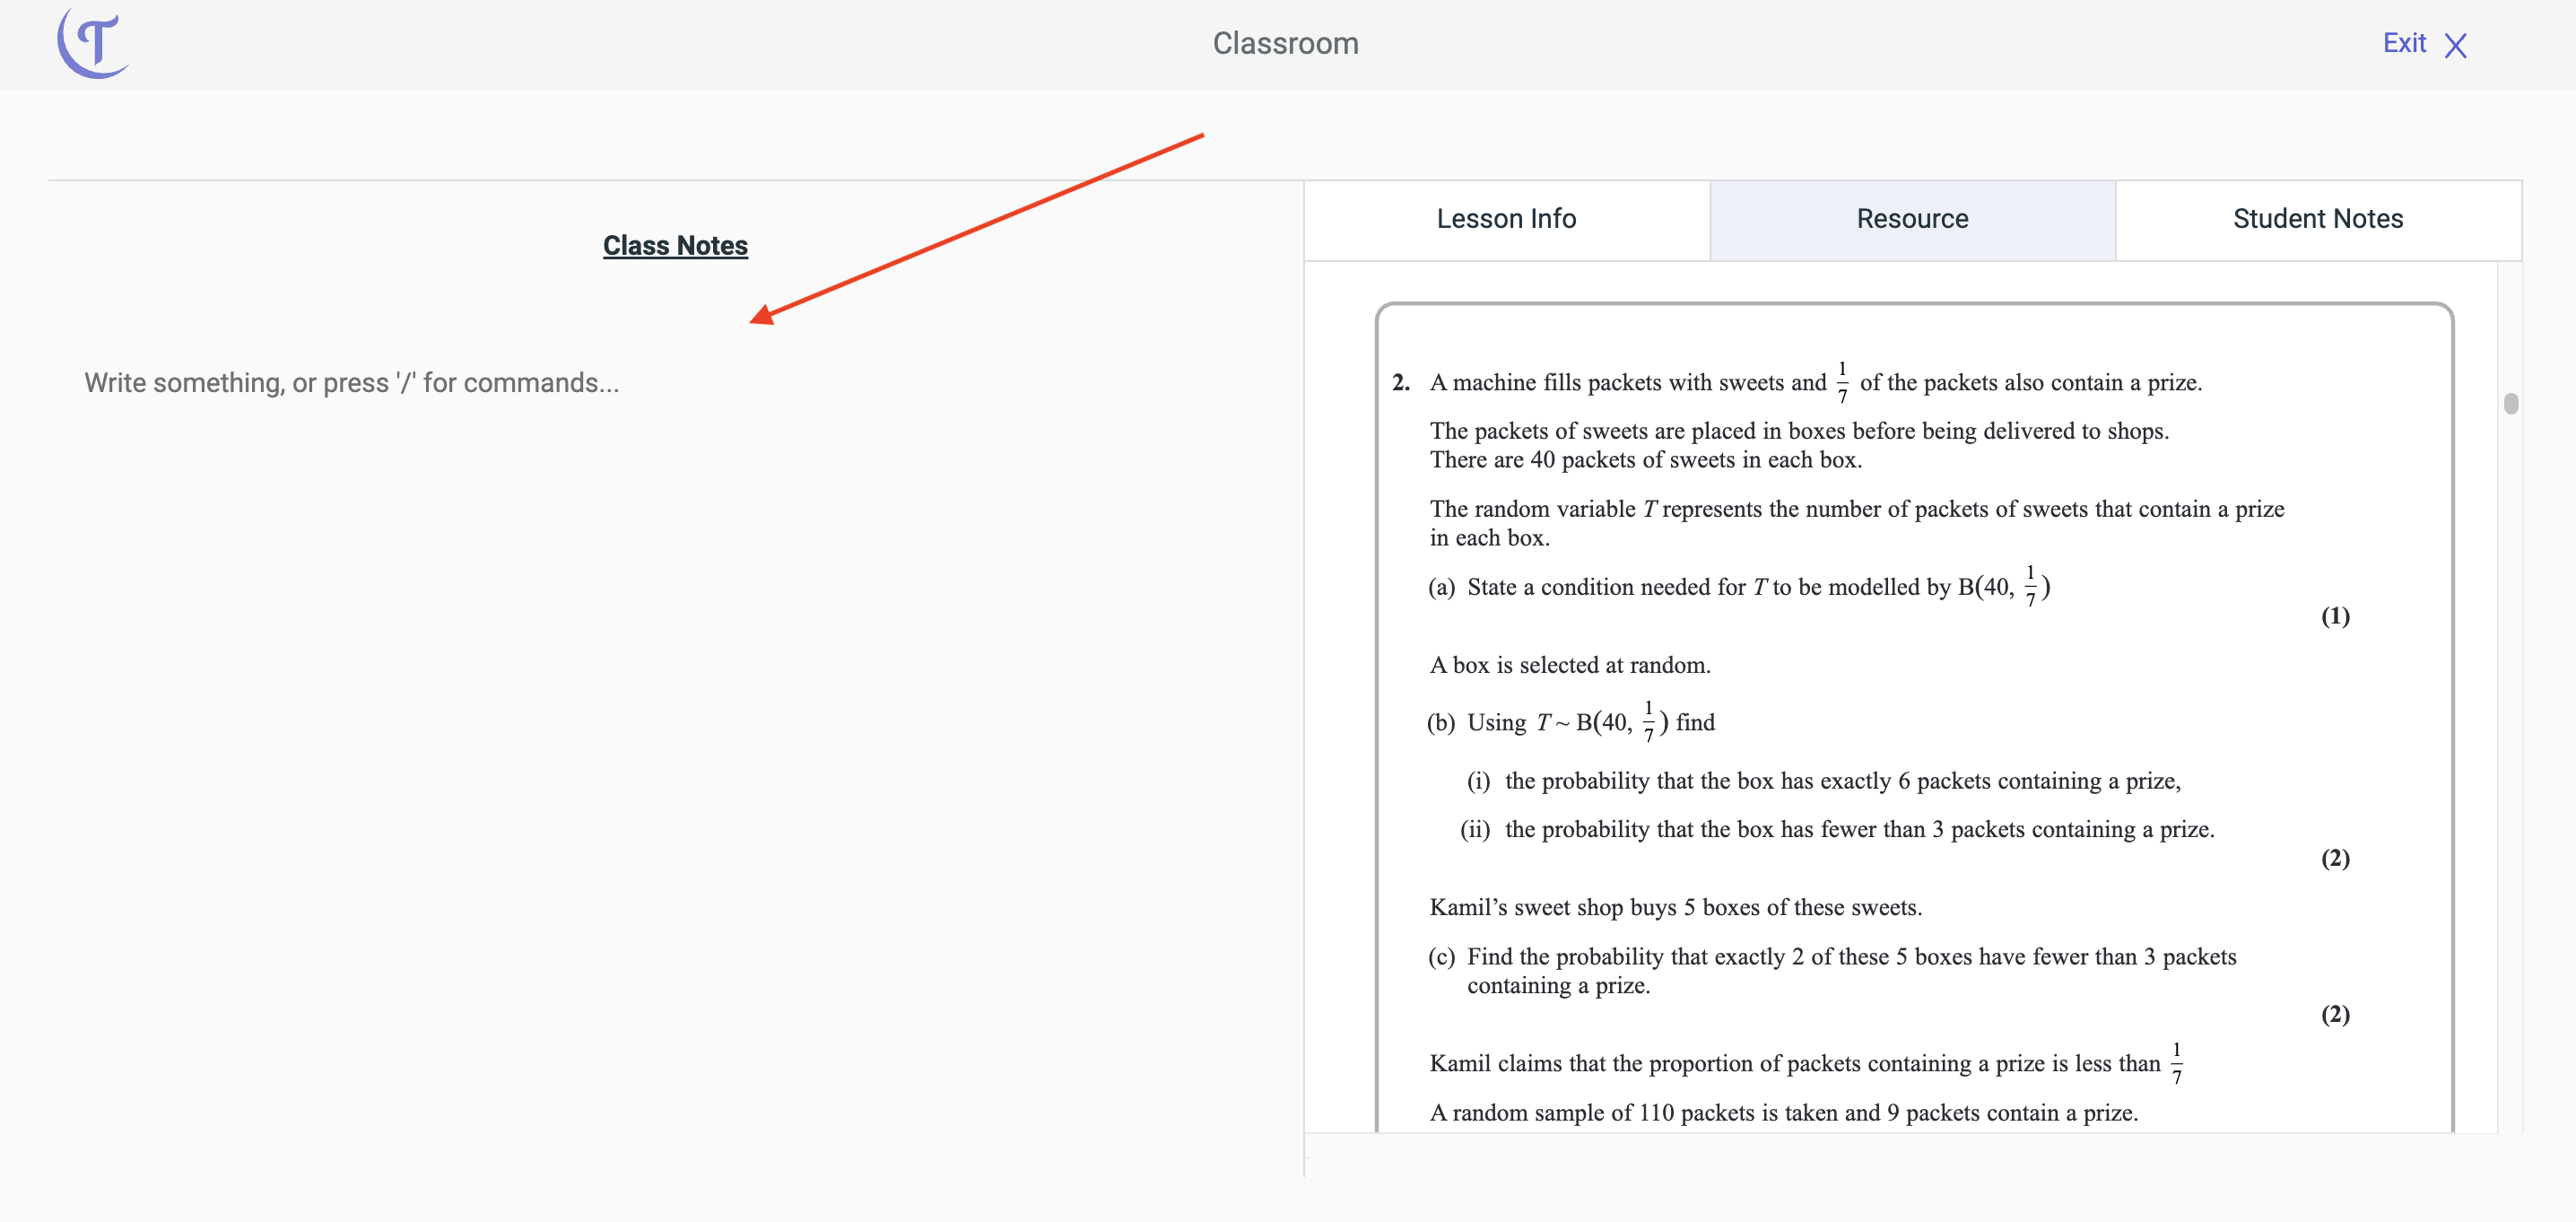 T
Classroom
Exit
Class Notes
Write something, or press '/' for commands...
Lesson Info
Resource
Student Notes
2. A machine fills packets with sweets and 1/7 of the packets also contain a prize.
The packets of sweets are placed in boxes before being delivered to shops.
There are 40 packets of sweets in each box.
The random variable T represents the number of packets of sweets that contain a prize
in each box.
(a) State a condition needed for T to be modelled by B(40, 1/7)
(1)
A box is selected at random.
(b) Using T ~ B(40, 1/7) find
(i) the probability that the box has exactly 6 packets containing a prize,
(ii) the probability that the box has fewer than 3 packets containing a prize.
(2)
Kamil’s sweet shop buys 5 boxes of these sweets.
(c) Find the probability that exactly 2 of these 5 boxes have fewer than 3 packets
containing a prize.
(2)
Kamil claims that the proportion of packets containing a prize is less than 1/7
A random sample of 110 packets is taken and 9 packets contain a prize.